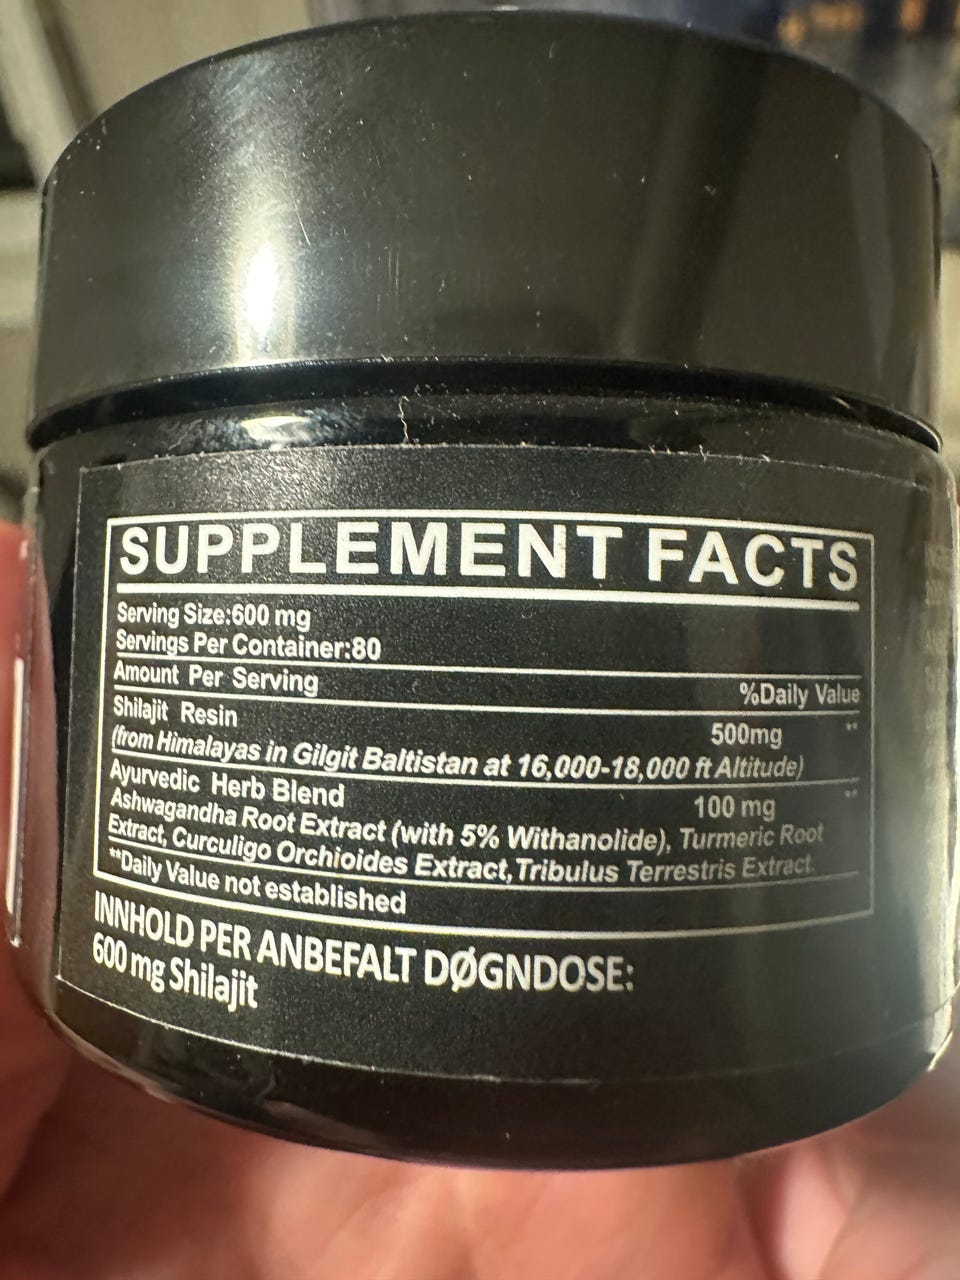 SUPPLEMENT FACTS
Serving Size:600 mg
Servings Per Container:80
Amount Per Serving %Daily Value
Shilajit Resin 500mg **
(from Himalayas in Gilgit Baltistan at 16,000-18,000 ft Altitude)
Ayurvedic Herb Blend 100 mg **
Ashwagandha Root Extract (with 5% Withanolide), Turmeric Root
Extract, Curculigo Orchioides Extract, Tribulus Terrestris Extract.
**Daily Value not established
INNHOLD PER ANBEFALT DØGNDOSE:
600 mg Shilajit